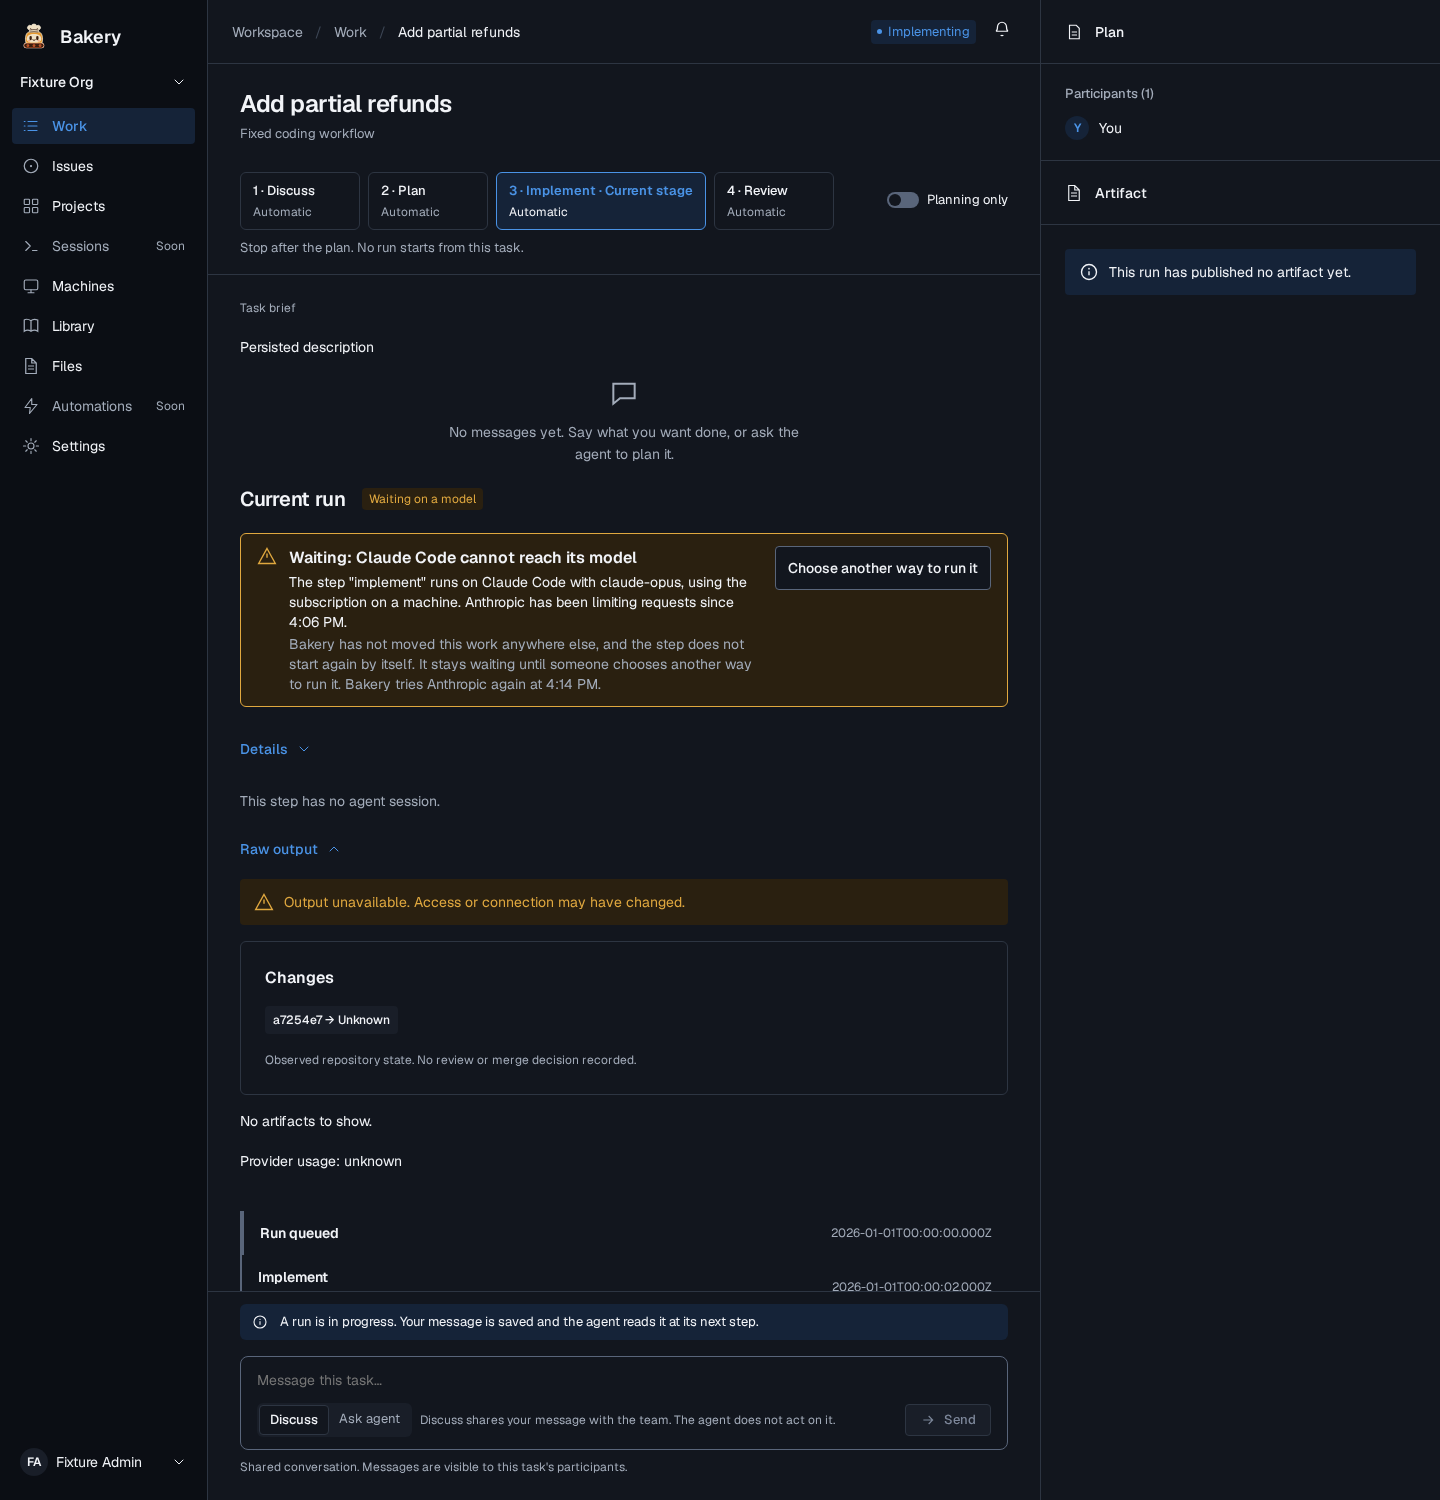 Bakery
Fixture Org
Work
Issues
Projects
Sessions Soon
Machines
Library
Files
Automations Soon
Settings
FA Fixture Admin
Workspace / Work / Add partial refunds
Implementing
Add partial refunds
Fixed coding workflow
1 · Discuss
Automatic
2 · Plan
Automatic
3 · Implement · Current stage
Automatic
4 · Review
Automatic
Planning only
Stop after the plan. No run starts from this task.
Task brief
Persisted description
No messages yet. Say what you want done, or ask the
agent to plan it.
Current run Waiting on a model
Waiting: Claude Code cannot reach its model
The step "implement" runs on Claude Code with claude-opus, using the
subscription on a machine. Anthropic has been limiting requests since
4:06 PM.
Bakery has not moved this work anywhere else, and the step does not
start again by itself. It stays waiting until someone chooses another way
to run it. Bakery tries Anthropic again at 4:14 PM.
Choose another way to run it
Details
This step has no agent session.
Raw output
Output unavailable. Access or connection may have changed.
Changes
a7254e7 → Unknown
Observed repository state. No review or merge decision recorded.
No artifacts to show.
Provider usage: unknown
Run queued 2026-01-01T00:00:00.000Z
Implement
2026-01-01T00:00:02.000Z
A run is in progress. Your message is saved and the agent reads it at its next step.
Message this task…
Discuss Ask agent Discuss shares your message with the team. The agent does not act on it.
→ Send
Shared conversation. Messages are visible to this task's participants.
Plan
Participants (1)
Y You
Artifact
This run has published no artifact yet.